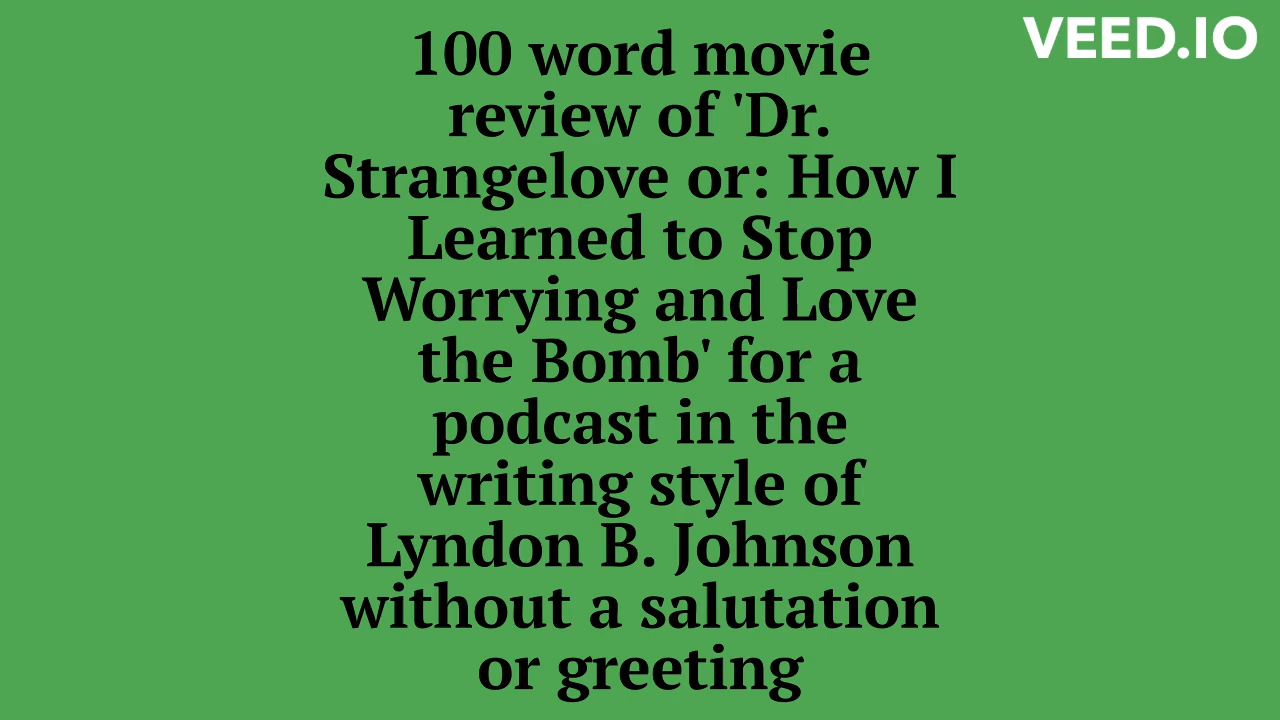 VEED.IO
100 word movie
review of 'Dr.
Strangelove or: How I
Learned to Stop
Worrying and Love
the Bomb' for a
podcast in the
writing style of
Lyndon B. Johnson
without a salutation
or greeting